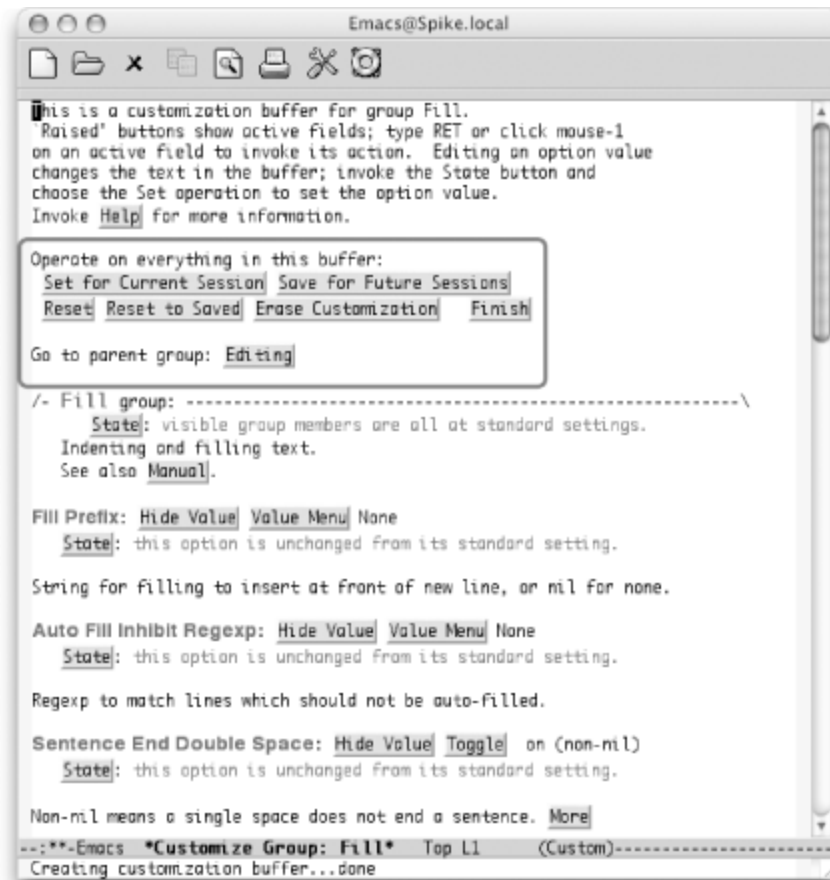 Emacs@Spike.local
This is a customization buffer for group Fill.
`Raised' buttons show active fields; type RET or click mouse-1
on an active field to invoke its action.  Editing an option value
changes the text in the buffer; invoke the State button and
choose the Set operation to set the option value.
Invoke Help for more information.
Operate on everything in this buffer:
Set for Current Session Save for Future Sessions
Reset Reset to Saved Erase Customization Finish
Go to parent group: Editing
/- Fill group: ---------------------------------------------------------------\
State: visible group members are all at standard settings.
Indenting and filling text.
See also Manual.
Fill Prefix: Hide Value Value Menu None
State: this option is unchanged from its standard setting.
String for filling to insert at front of new line, or nil for none.
Auto Fill Inhibit Regexp: Hide Value Value Menu None
State: this option is unchanged from its standard setting.
Regexp to match lines which should not be auto-filled.
Sentence End Double Space: Hide Value Toggle on (non-nil)
State: this option is unchanged from its standard setting.
Non-nil means a single space does not end a sentence. More
--:**-Emacs *Customize Group: Fill* Top L1 (Custom)-----------------------
Creating customization buffer...done